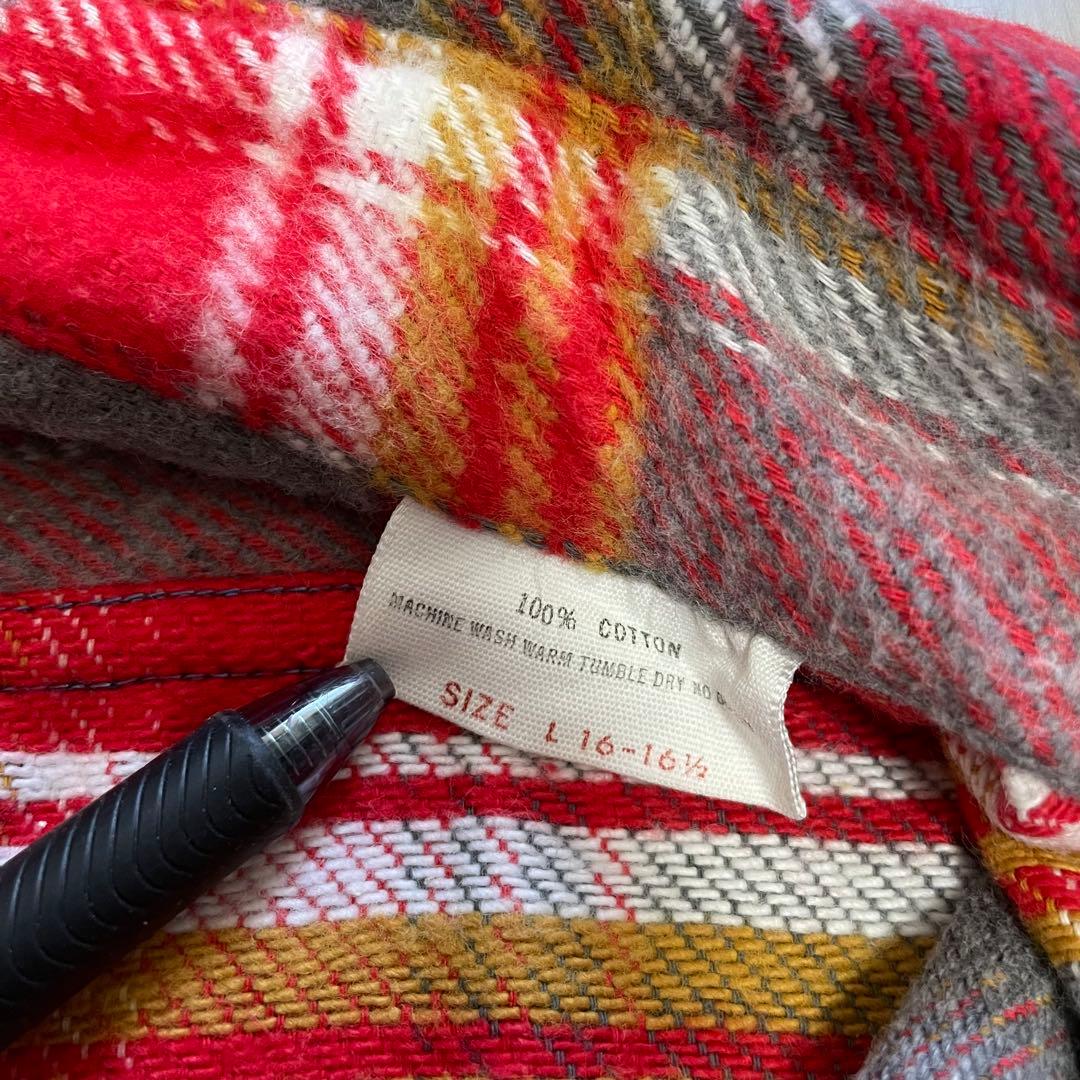 100% COTTON
MACHINE WASH WARM TUMBLE DRY NO
SIZE L 16-16½